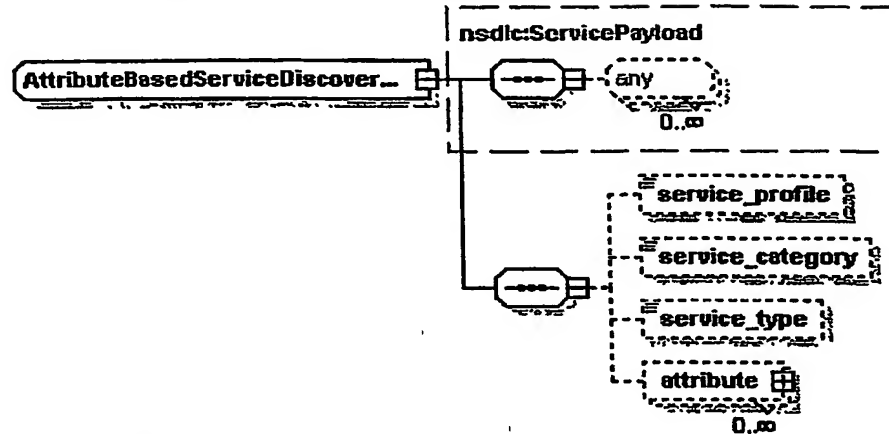 nsdlc:ServicePayload
AttributeBasedServiceDiscover...
any
0..∞
service_profile
service_category
service_type
attribute
0..∞